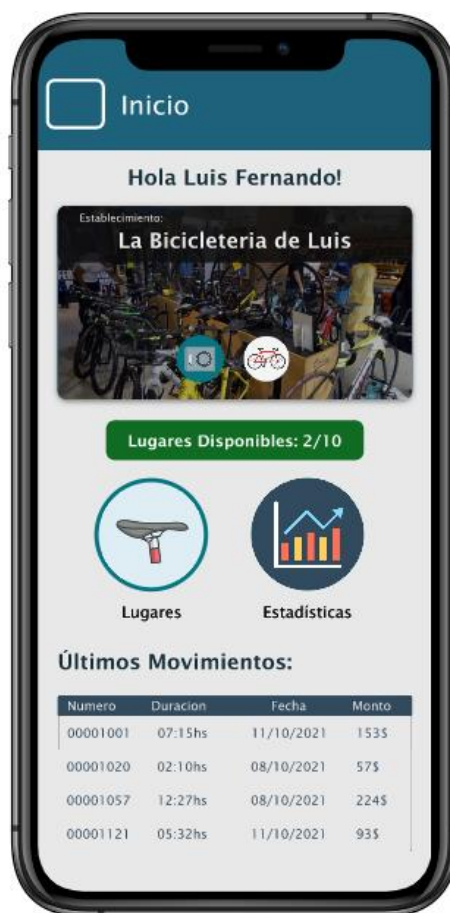 Inicio
Hola Luis Fernando!
Establecimiento:
La Bicicleteria de Luis
Lugares Disponibles: 2/10
Lugares Estadísticas
Últimos Movimientos:
Numero Duracion Fecha Monto
00001001 07:15hs 11/10/2021 153$
00001020 02:10hs 08/10/2021 57$
00001057 12:27hs 08/10/2021 224$
00001121 05:32hs 11/10/2021 93$